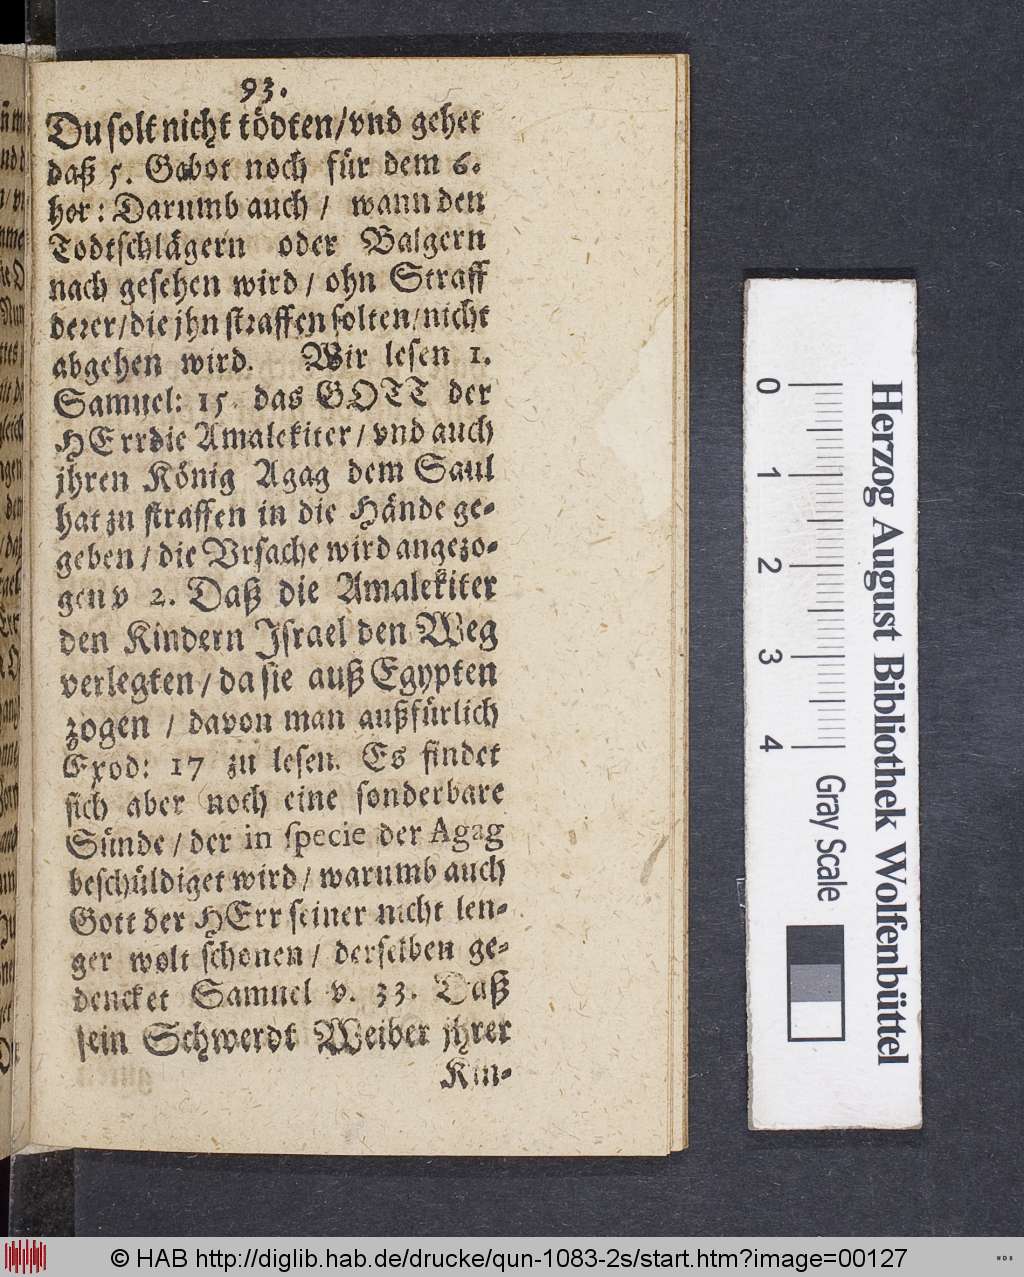 93.
Du solt nicht tödten/vnd gehet
daß 5. Gabot noch für dem 6.
her: Darumb auch / wann den
Todtschlägern oder Balgern
nach gesehen wird / ohn Straff
derer/die jhn straffen solten/nicht
abgehen wird. Wir lesen 1.
Samuel: 15. das GOTT der
HErr die Amalekiter / vnd auch
jhren König Agag dem Saul
hat zu straffen in die Hände ge-
geben / die Vrsache wird angezo-
gen v 2. Daß die Amalekiter
den Kindern Jsrael den Weg
verlegten / da sie auß Egypten
zogen / davon man außfürlich
Exod: 17 zu lesen. Es findet
sich aber noch eine sonderbare
Sünde / der in specie der Agag
beschüldiget wird / warumb auch
Gott der HErr seiner nicht len-
ger wolt schonen / derselben ge-
dencket Samuel v. 33. Daß
sein Schwerdt Weiber jhrer
Kin-
Herzog August Bibliothek Wolfenbüttel
0 1 2 3 4 Gray Scale
© HAB http://diglib.hab.de/drucke/qun-1083-2s/start.htm?image=00127